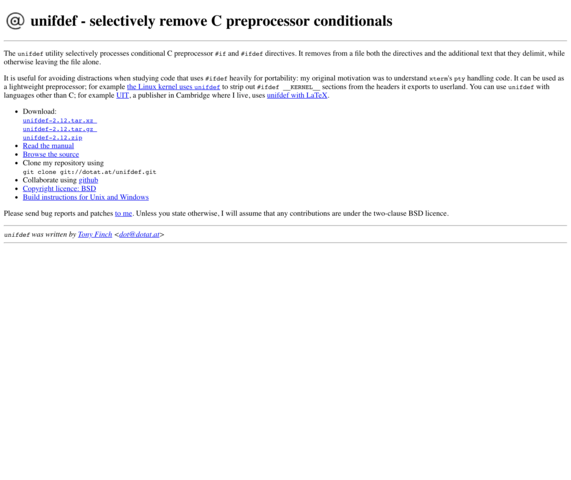 @ unifdef - selectively remove C preprocessor conditionals
The unifdef utility selectively processes conditional C preprocessor #if and #ifdef directives. It removes from a file both the directives and the additional text that they delimit, while
otherwise leaving the file alone.
It is useful for avoiding distractions when studying code that uses #ifdef heavily for portability: my original motivation was to understand xterm's pty handling code. It can be used as
a lightweight preprocessor; for example the Linux kernel uses unifdef to strip out #ifdef __KERNEL__ sections from the headers it exports to userland. You can use unifdef with
languages other than C; for example UIT, a publisher in Cambridge where I live, uses unifdef with LaTeX.
• Download:
unifdef-2.12.tar.xz
unifdef-2.12.tar.gz
unifdef-2.12.zip
• Read the manual
• Browse the source
• Clone my repository using
git clone git://dotat.at/unifdef.git
• Collaborate using github
• Copyright licence: BSD
• Build instructions for Unix and Windows
Please send bug reports and patches to me. Unless you state otherwise, I will assume that any contributions are under the two-clause BSD licence.
unifdef was written by Tony Finch <dot@dotat.at>